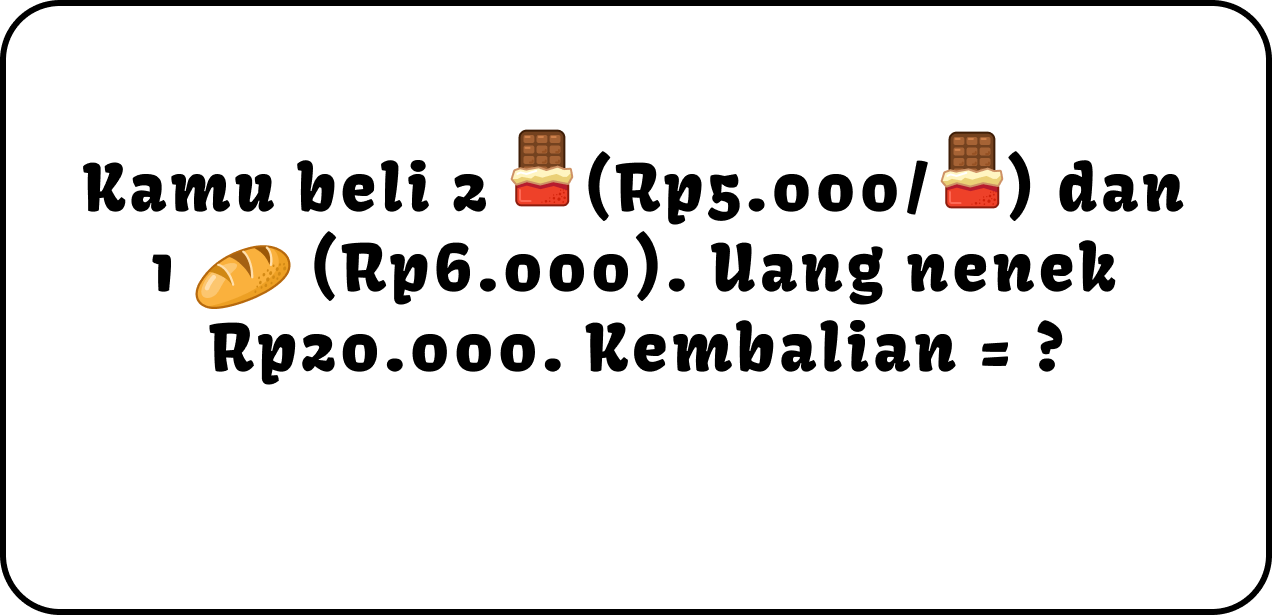 Kamu beli 2 (Rp5.000/) dan
1 (Rp6.000). Uang nenek
Rp20.000. Kembalian = ?